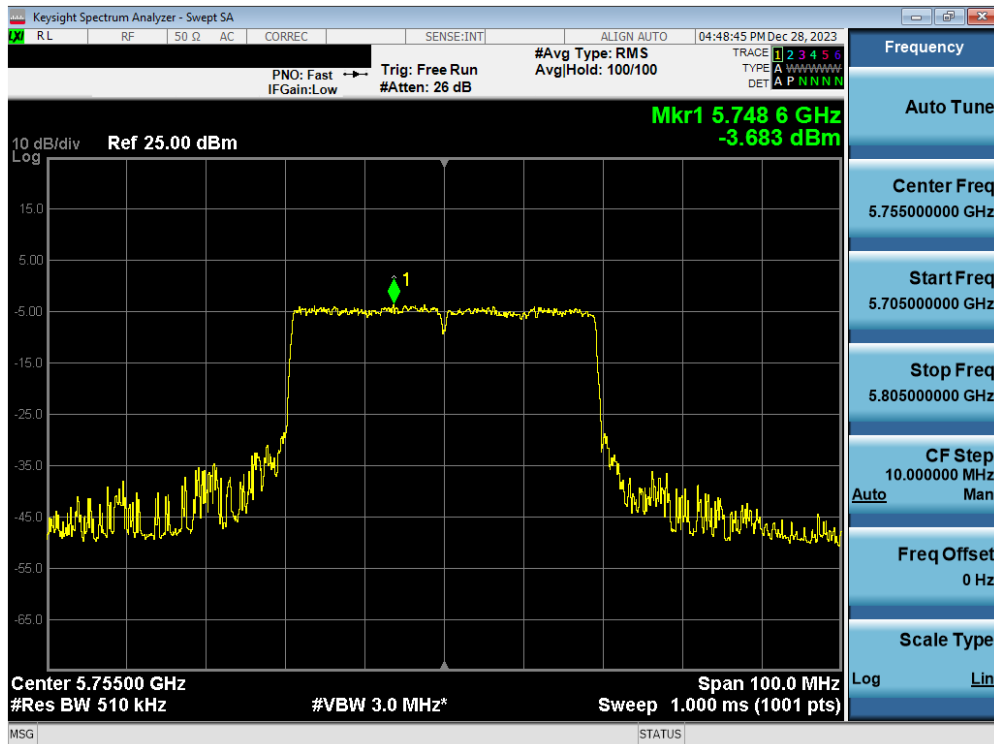 Keysight Spectrum Analyzer - Swept SA
LXI RL RF 50 Ω AC CORREC SENSE:INT ALIGN AUTO 04:48:45 PM Dec 28, 2023
PNO: Fast
IFGain:Low
Trig: Free Run
#Atten: 26 dB
#Avg Type: RMS
Avg|Hold: 100/100
TRACE 1 2 3 4 5 6
TYPE A WWWWW
DET A P N N N N
Mkr1 5.748 6 GHz
-3.683 dBm
10 dB/div Ref 25.00 dBm
Log
15.0
5.00
1
-5.00
-15.0
-25.0
-35.0
-45.0
-55.0
-65.0
Center 5.75500 GHz Span 100.0 MHz
#Res BW 510 kHz #VBW 3.0 MHz* Sweep 1.000 ms (1001 pts)
MSG STATUS
Frequency
Auto Tune
Center Freq
5.755000000 GHz
Start Freq
5.705000000 GHz
Stop Freq
5.805000000 GHz
CF Step
10.000000 MHz
Auto Man
Freq Offset
0 Hz
Scale Type
Log Lin